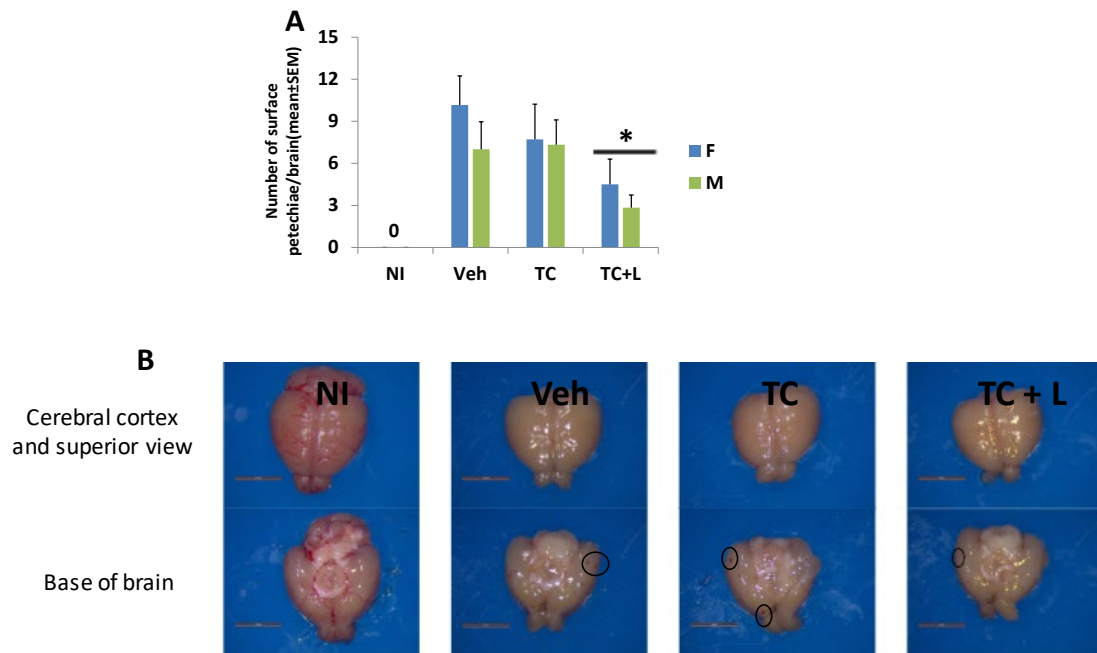 A
Number of surface
petechiae/brain(mean±SEM)
15
12
9
6
3
0
0
*
NI
Veh
TC
TC+L
F
M
B
NI
Veh
TC
TC + L
Cerebral cortex
and superior view
Base of brain